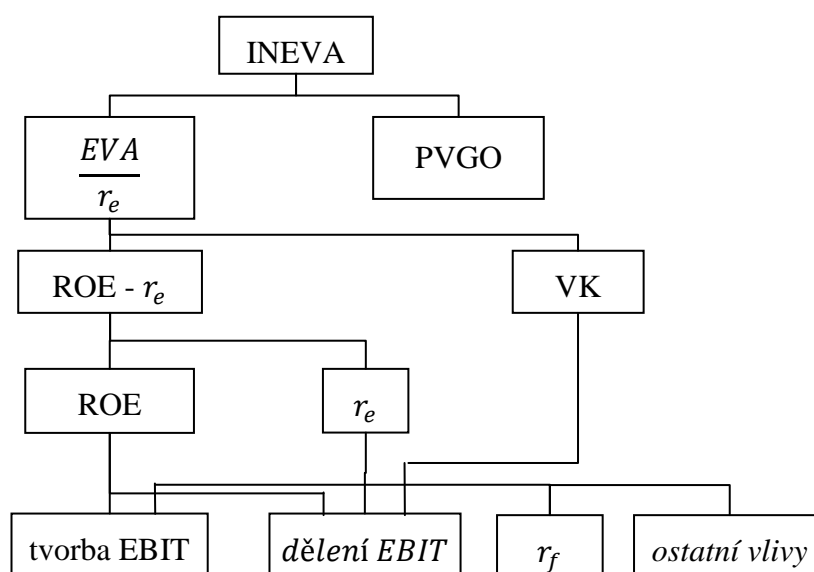 INEVA
EVA
r_e
PVGO
ROE - r_e
VK
ROE
r_e
tvorba EBIT
dělení EBIT
r_f
ostatní vlivy